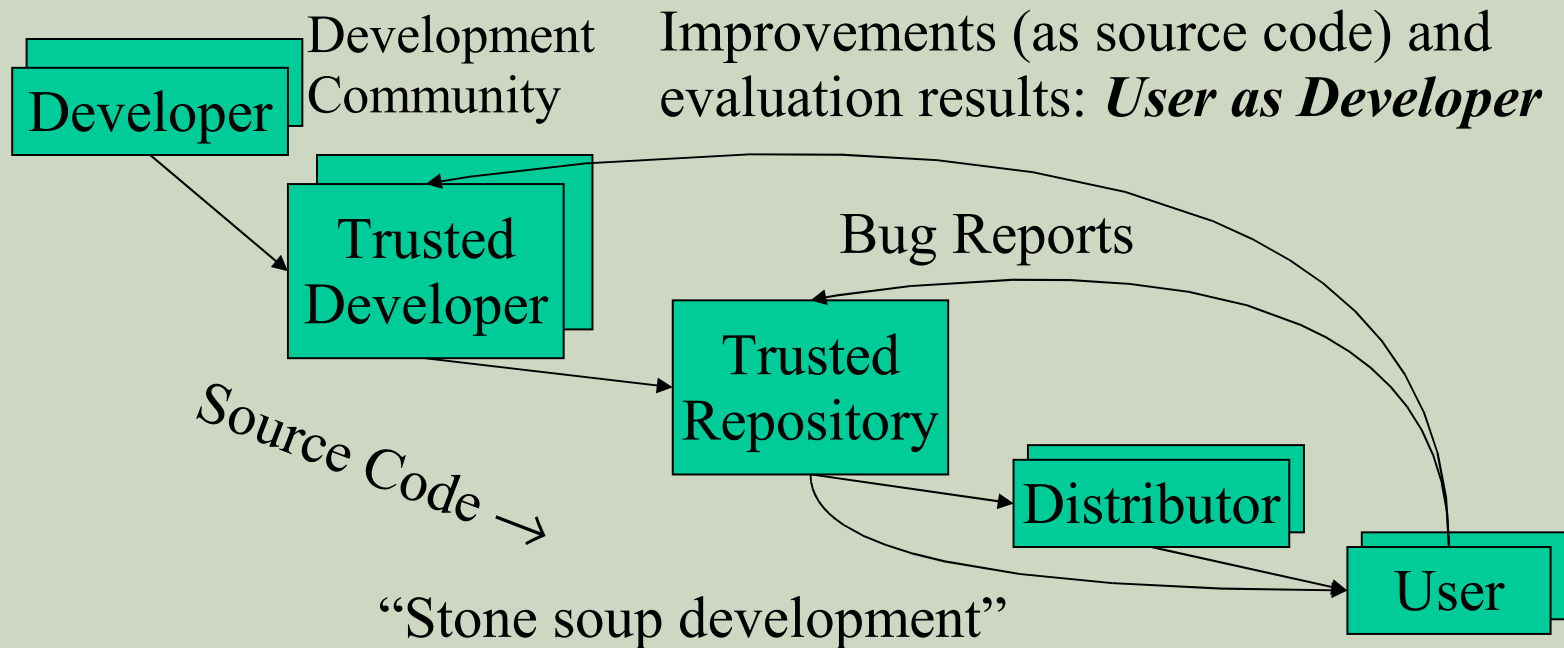 Development
Community
Developer
Improvements (as source code) and
evaluation results: User as Developer
Trusted
Developer
Bug Reports
Trusted
Repository
Source Code →
Distributor
User
“Stone soup development”